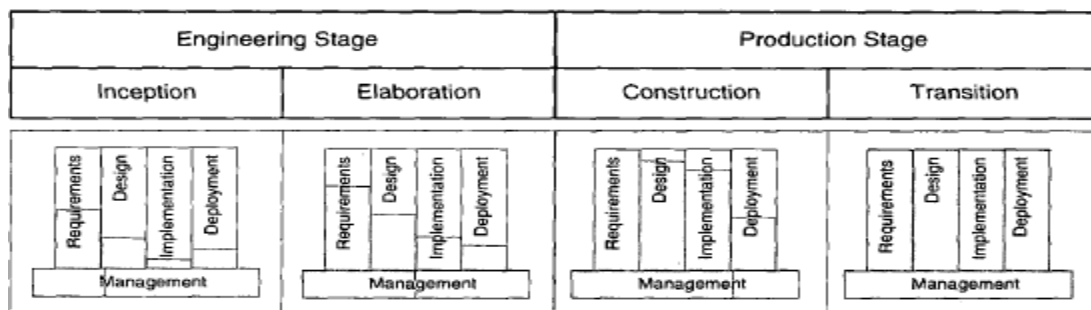 Engineering Stage Production Stage
Inception Elaboration Construction Transition
Requirements Design Implementation Deployment Requirements Design Implementation Deployment Requirements Design Implementation Deployment Requirements Design Implementation Deployment
Management Management Management Management